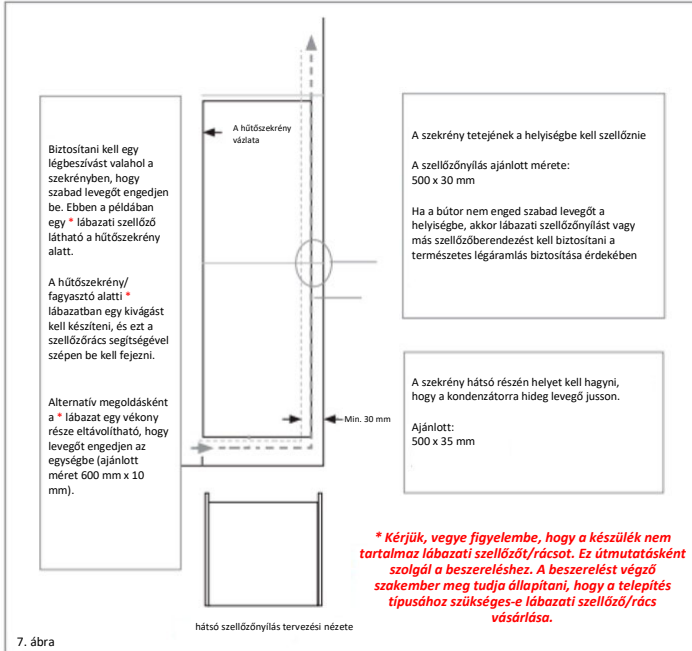 Biztosítani kell egy
légbeszívást valahol a
szekrényben, hogy
szabad levegőt engedjen
be. Ebben a példában
egy * lábazati szellőző
látható a hűtőszekrény
alatt.
A hűtőszekrény/
fagyasztó alatti *
lábazatban egy kivágást
kell készíteni, és ezt a
szellőzőrács segítségével
szépen be kell fejezni.
Alternatív megoldásként
a * lábazat egy vékony
része eltávolítható, hogy
levegőt engedjen az
egységbe (ajánlott
méret 600 mm x 10
mm).
A hűtőszekrény
vázlata
Min. 30 mm
A szekrény tetejének a helyiségbe kell szellőznie
A szellőzőnyílás ajánlott mérete:
500 x 30 mm
Ha a bútor nem enged szabad levegőt a
helyiségbe, akkor lábazati szellőzőnyílást vagy
más szellőzőberendezést kell biztosítani a
természetes légáramlás biztosítása érdekében
A szekrény hátsó részén helyet kell hagyni,
hogy a kondenzátorra hideg levegő jusson.
Ajánlott:
500 x 35 mm
* Kérjük, vegye figyelembe, hogy a készülék nem
tartalmaz lábazati szellőzőt/rácsot. Ez útmutatásként
szolgál a beszereléshez. A beszerelést végző
szakember meg tudja állapítani, hogy a telepítés
típusához szükséges-e lábazati szellőző/rács
vásárlása.
hátsó szellőzőnyílás tervezési nézete
7. ábra